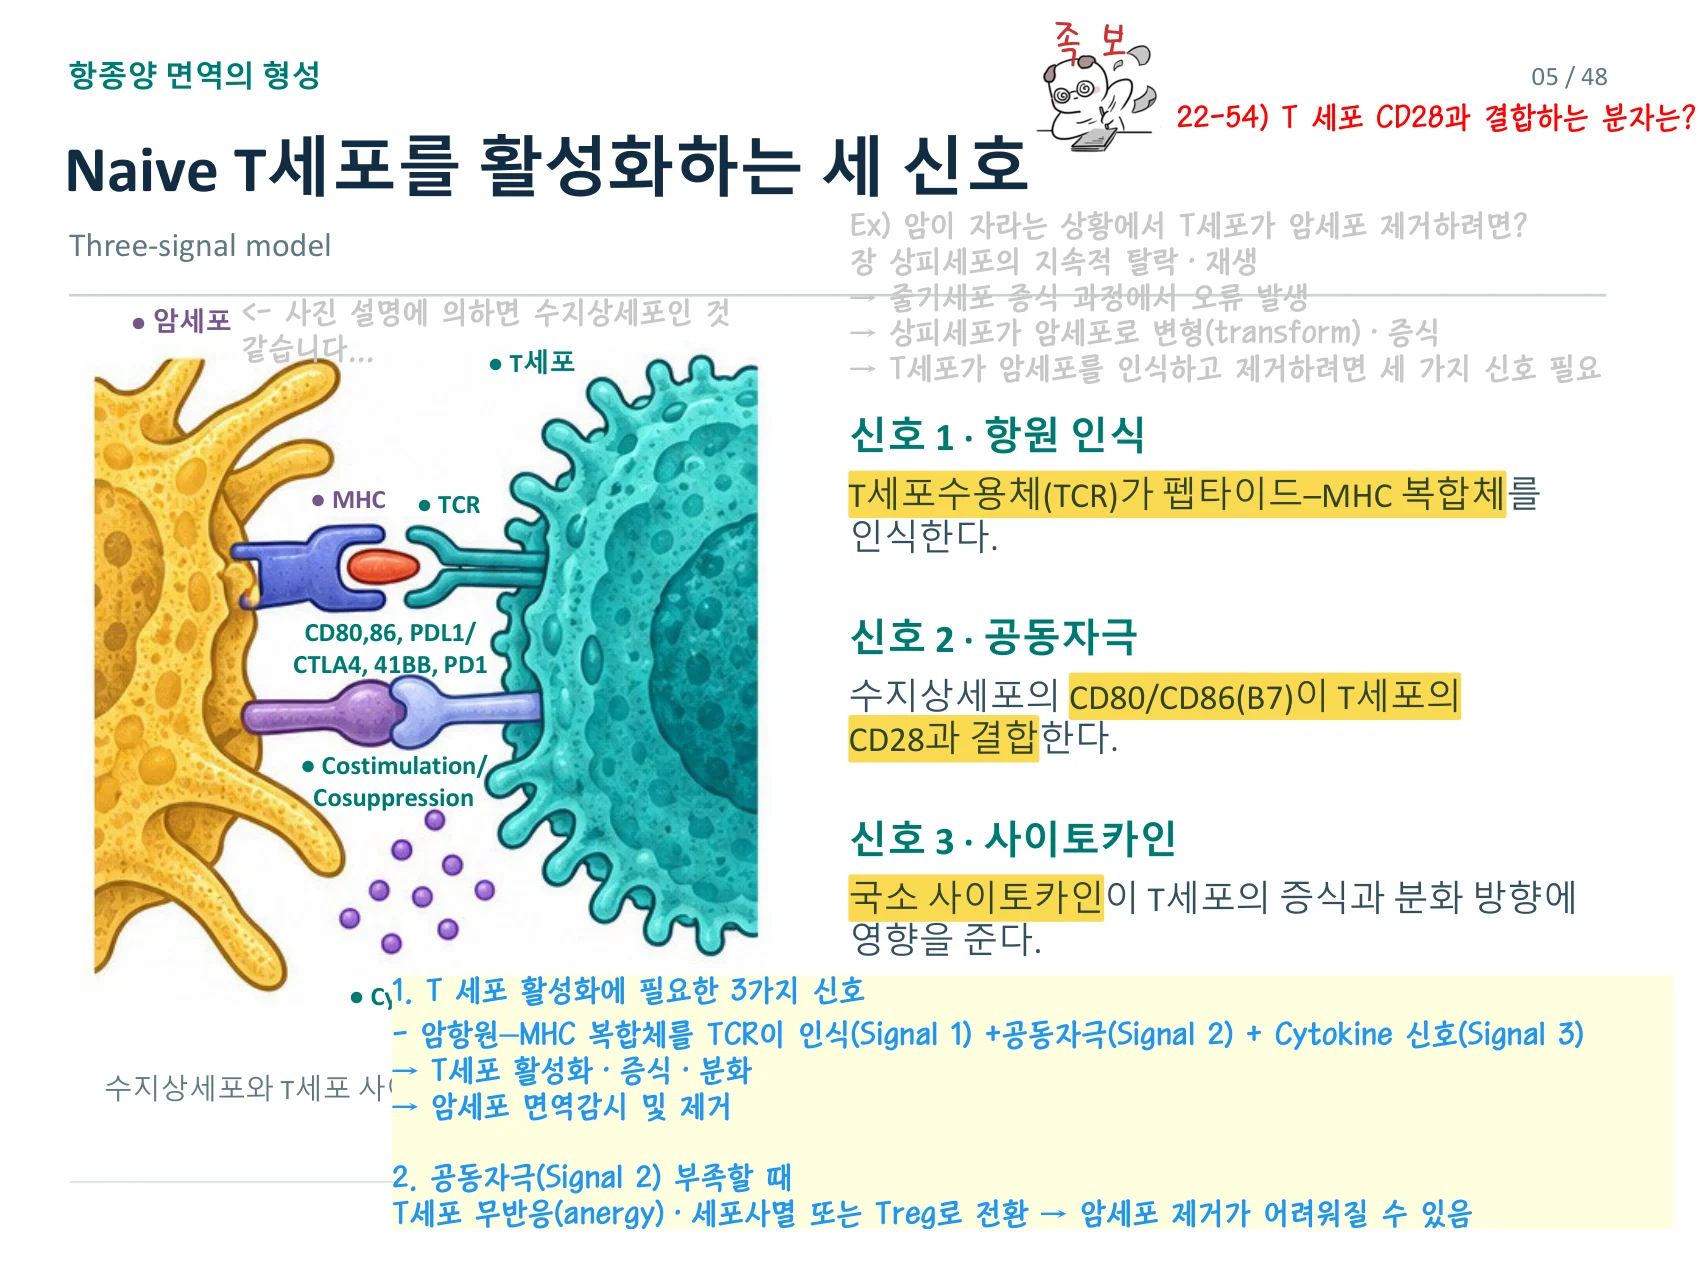 족 보
항종양 면역의 형성
05 / 48
22-54) T 세포 CD28과 결합하는 분자는?
Naive T세포를 활성화하는 세 신호
Three-signal model
Ex) 암이 자라는 상황에서 T세포가 암세포 제거하려면?
장 상피세포의 지속적 탈락 · 재생
→ 줄기세포 증식 과정에서 오류 발생
→ 상피세포가 암세포로 변형(transform) · 증식
→ T세포가 암세포를 인식하고 제거하려면 세 가지 신호 필요
● 암세포
<- 사진 설명에 의하면 수지상세포인 것
같습니다...
● T세포
● MHC
● TCR
CD80,86, PDL1/
CTLA4, 41BB, PD1
● Costimulation/
Cosuppression
● Cy
수지상세포와 T세포
신호 1 · 항원 인식
T세포수용체(TCR)가 펩타이드–MHC 복합체를
인식한다.
신호 2 · 공동자극
수지상세포의 CD80/CD86(B7)이 T세포의
CD28과 결합한다.
신호 3 · 사이토카인
국소 사이토카인이 T세포의 증식과 분화 방향에
영향을 준다.
1. T 세포 활성화에 필요한 3가지 신호
- 암항원–MHC 복합체를 TCR이 인식(Signal 1) +공동자극(Signal 2) + Cytokine 신호(Signal 3)
→ T세포 활성화 · 증식 · 분화
→ 암세포 면역감시 및 제거
2. 공동자극(Signal 2) 부족할 때
T세포 무반응(anergy) · 세포사멸 또는 Treg로 전환 → 암세포 제거가 어려워질 수 있음